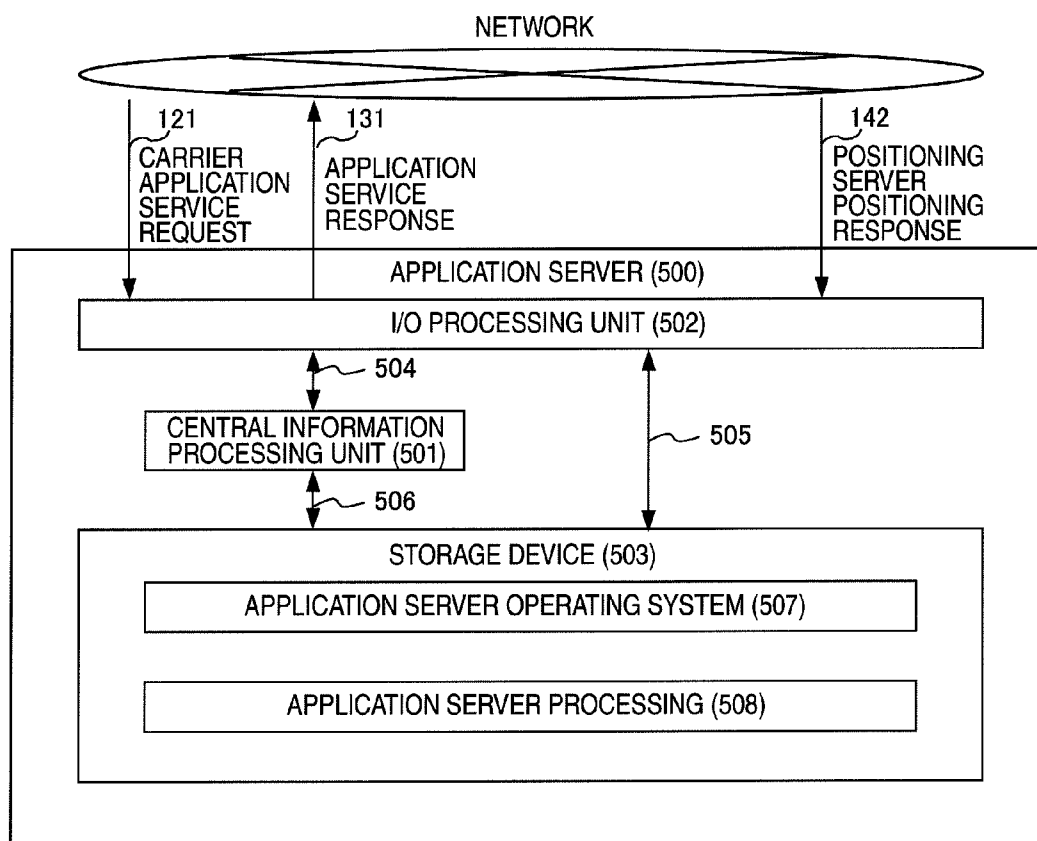 NETWORK
121
CARRIER
APPLICATION
SERVICE
REQUEST
131
APPLICATION
SERVICE
RESPONSE
142
POSITIONING
SERVER
POSITIONING
RESPONSE
APPLICATION SERVER (500)
I/O PROCESSING UNIT (502)
504
CENTRAL INFORMATION
PROCESSING UNIT (501)
505
506
STORAGE DEVICE (503)
APPLICATION SERVER OPERATING SYSTEM (507)
APPLICATION SERVER PROCESSING (508)